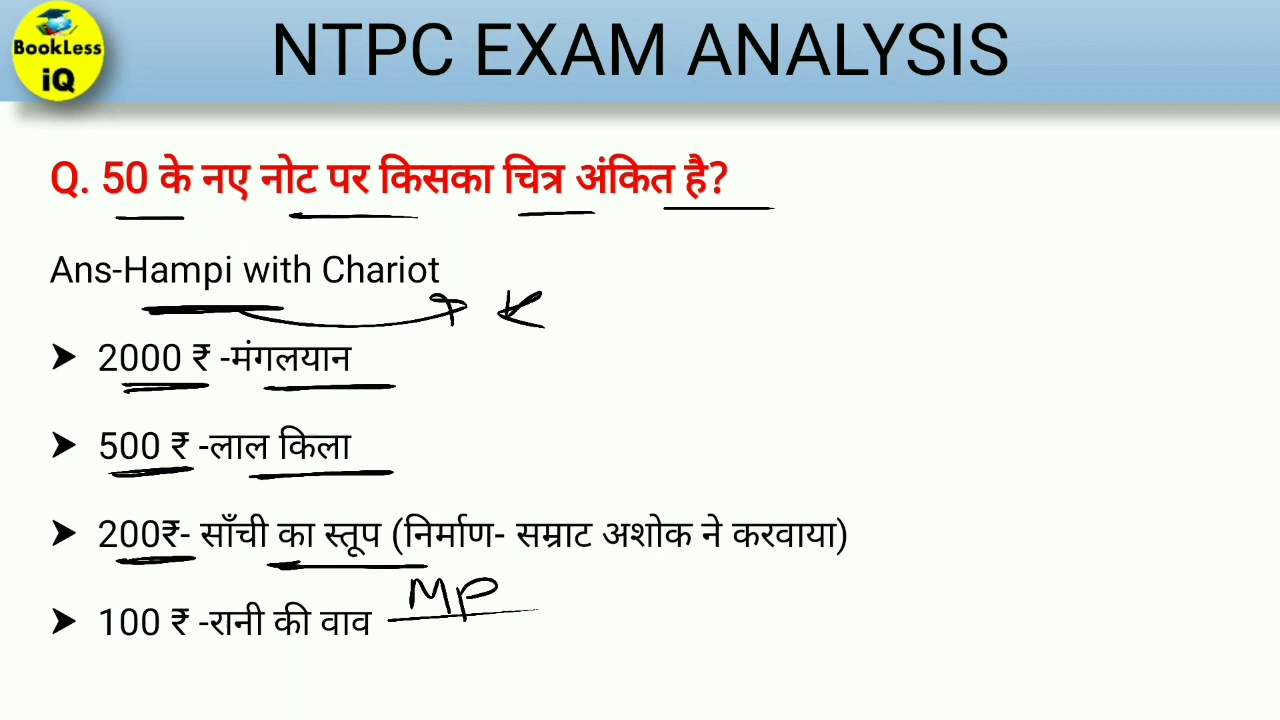 BookLess
iQ
NTPC EXAM ANALYSIS
Q. 50 के नए नोट पर किसका चित्र अंकित है?
Ans-Hampi with Chariot
K
➤ 2000 ₹ -मंगलयान
➤ 500 ₹ -लाल किला
➤ 200₹- साँची का स्तूप (निर्माण- सम्राट अशोक ने करवाया)
MP
➤ 100 ₹ -रानी की वाव